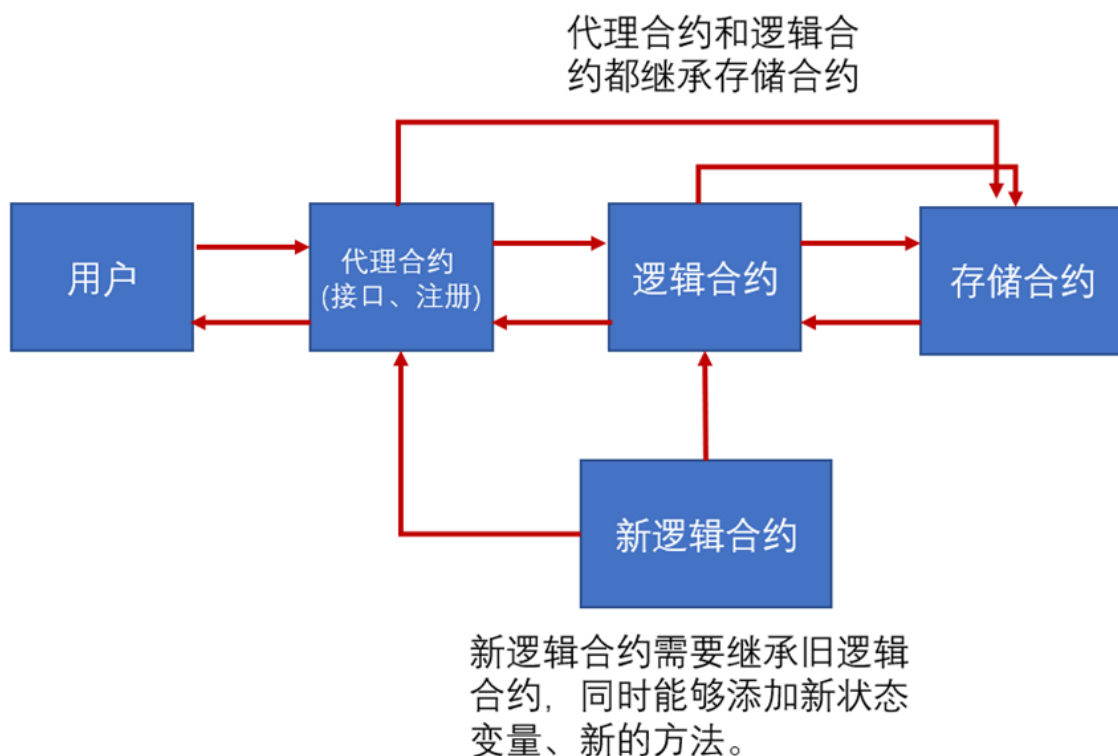 代理合约和逻辑合
约都继承存储合约
用户
代理合约
(接口、注册)
逻辑合约
存储合约
新逻辑合约
新逻辑合约需要继承旧逻辑
合约，同时能够添加新状态
变量、新的方法。